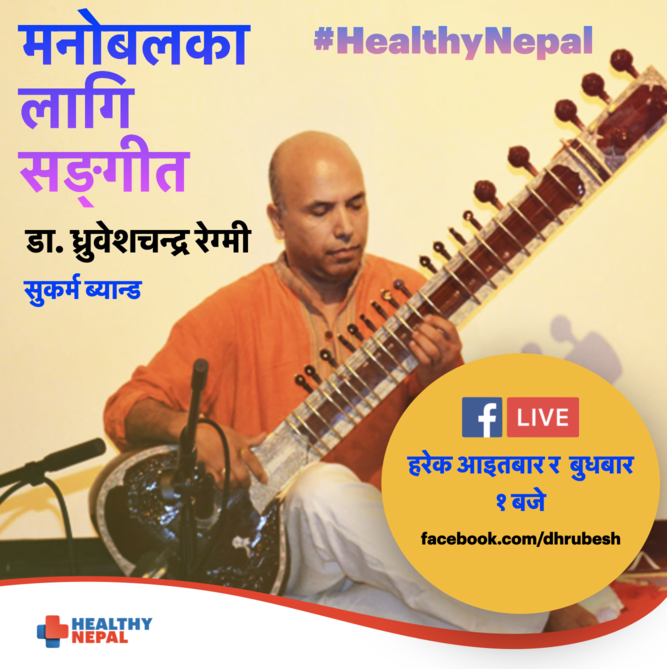 मनोबलका
लागि
सङ्गीत
#HealthyNepal
डा. ध्रुवेशचन्द्र रेग्मी
सुकर्म ब्यान्ड
f LIVE
हरेक आइतबार र बुधबार
१ बजे
facebook.com/dhrubesh
HEALTHY
NEPAL